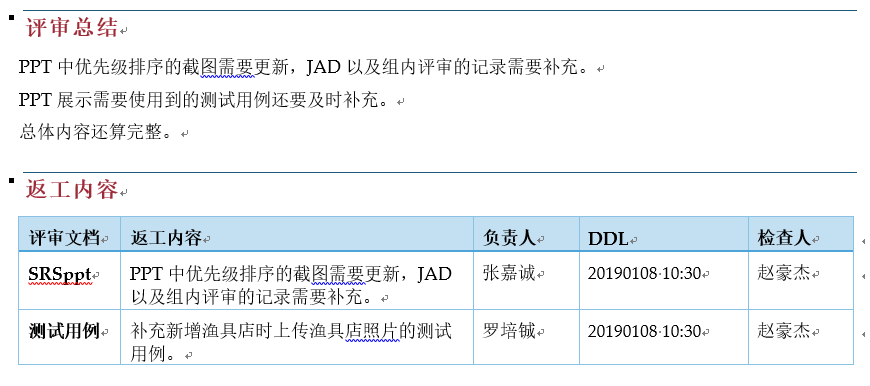 评审总结
PPT 中优先级排序的截图需要更新，JAD 以及组内评审的记录需要补充。
PPT 展示需要使用到的测试用例还要及时补充。
总体内容还算完整。
返工内容
评审文档 返工内容 负责人 DDL 检查人
SRSppt PPT 中优先级排序的截图需要更新，JAD 张嘉诚 20190108·10:30 赵豪杰
以及组内评审的记录需要补充。
测试用例 补充新增渔具店时上传渔具店照片的测试 罗培铖 20190108·10:30 赵豪杰
用例。